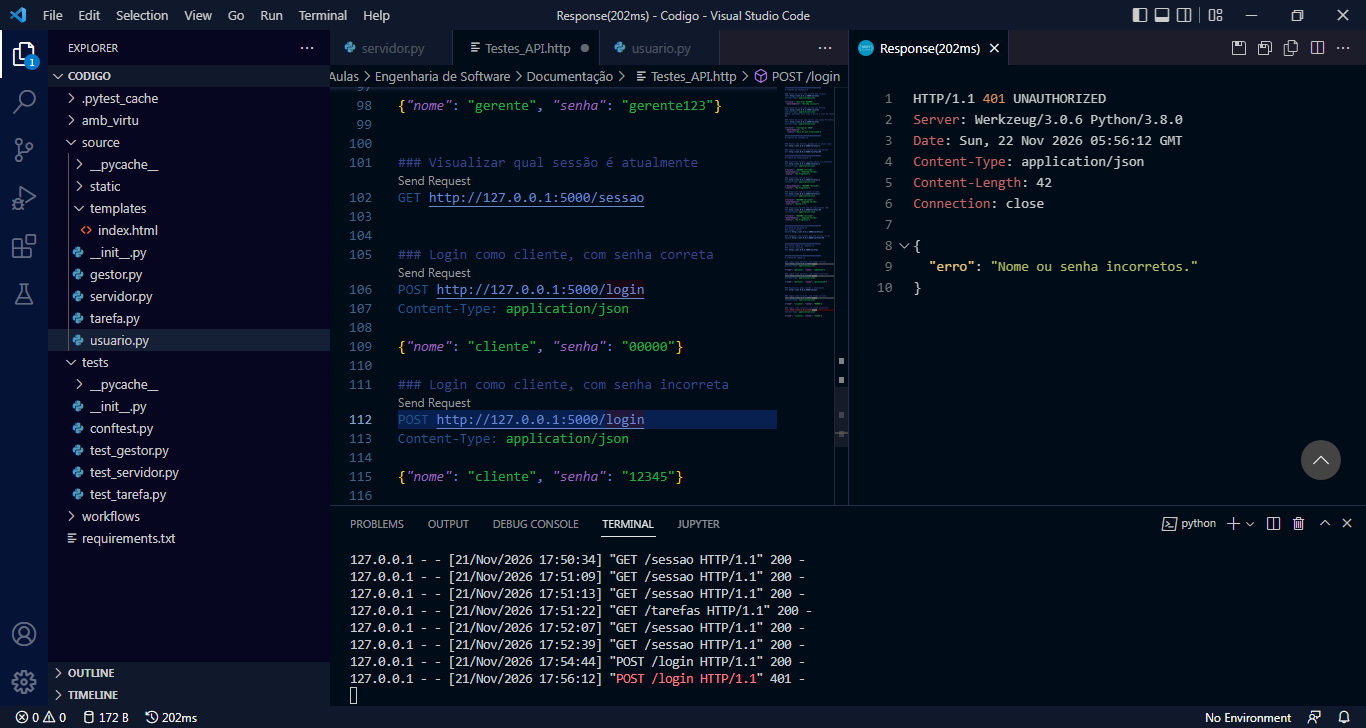 File Edit Selection View Go Run Terminal Help Response(202ms) - Codigo - Visual Studio Code
EXPLORER
CODIGO
.pytest_cache
amb_virtu
source
__pycache__
static
templates
index.html
__init__.py
gestor.py
servidor.py
tarefa.py
usuario.py
tests
__pycache__
__init__.py
conftest.py
test_gestor.py
test_servidor.py
test_tarefa.py
workflows
requirements.txt
OUTLINE
TIMELINE
1
servidor.py Testes_API.http usuario.py
Aulas > Engenharia de Software > Documentação > Testes_API.http > POST /login
97
98 {"nome": "gerente", "senha": "gerente123"}
99
100
101 ### Visualizar qual sessão é atualmente
Send Request
102 GET http://127.0.0.1:5000/sessao
103
104
105 ### Login como cliente, com senha correta
Send Request
106 POST http://127.0.0.1:5000/login
107 Content-Type: application/json
108
109 {"nome": "cliente", "senha": "00000"}
110
111 ### Login como cliente, com senha incorreta
Send Request
112 POST http://127.0.0.1:5000/login
113 Content-Type: application/json
114
115 {"nome": "cliente", "senha": "12345"}
116
Response(202ms)
1 HTTP/1.1 401 UNAUTHORIZED
2 Server: Werkzeug/3.0.6 Python/3.8.0
3 Date: Sun, 22 Nov 2026 05:56:12 GMT
4 Content-Type: application/json
5 Content-Length: 42
6 Connection: close
7
8 {
9 "erro": "Nome ou senha incorretos."
10 }
PROBLEMS OUTPUT DEBUG CONSOLE TERMINAL JUPYTER python
127.0.0.1 - - [21/Nov/2026 17:50:34] "GET /sessao HTTP/1.1" 200 -
127.0.0.1 - - [21/Nov/2026 17:51:09] "GET /sessao HTTP/1.1" 200 -
127.0.0.1 - - [21/Nov/2026 17:51:13] "GET /sessao HTTP/1.1" 200 -
127.0.0.1 - - [21/Nov/2026 17:51:22] "GET /tarefas HTTP/1.1" 200 -
127.0.0.1 - - [21/Nov/2026 17:52:07] "GET /sessao HTTP/1.1" 200 -
127.0.0.1 - - [21/Nov/2026 17:52:39] "GET /sessao HTTP/1.1" 200 -
127.0.0.1 - - [21/Nov/2026 17:54:44] "POST /login HTTP/1.1" 200 -
127.0.0.1 - - [21/Nov/2026 17:56:12] "POST /login HTTP/1.1" 401 -
0 0 172 B 202ms No Environment